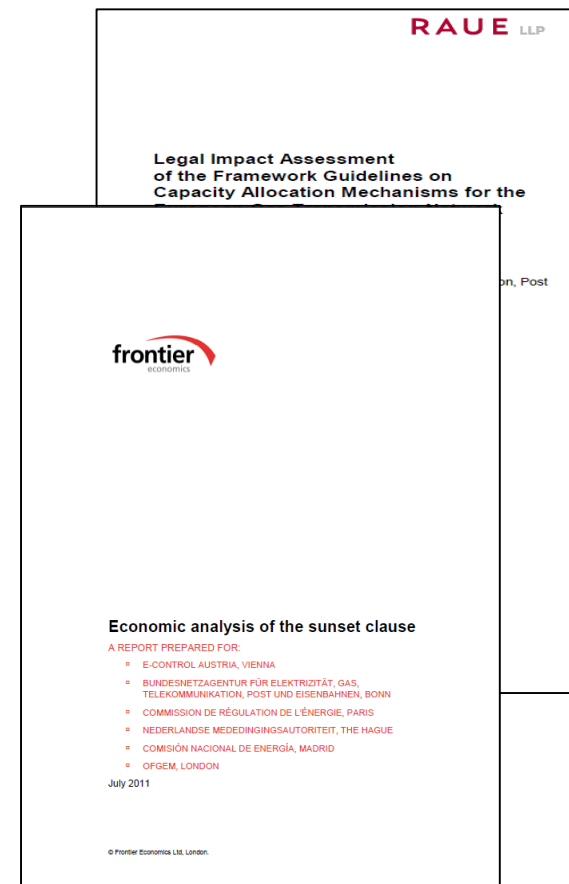 RAUE LLP
Legal Impact Assessment
of the Framework Guidelines on
Capacity Allocation Mechanisms for the
on, Post
frontier
economics
Economic analysis of the sunset clause
A REPORT PREPARED FOR:
E-CONTROL AUSTRIA, VIENNA
BUNDESNETZAGENTUR FÜR ELEKTRIZITÄT, GAS,
TELEKOMMUNIKATION, POST UND EISENBAHNEN, BONN
COMMISSION DE RÉGULATION DE L'ÉNERGIE, PARIS
NEDERLANDSE MEDEDINGINGSAUTORITEIT, THE HAGUE
COMISIÓN NACIONAL DE ENERGÍA, MADRID
OFGEM, LONDON
July 2011
© Frontier Economics Ltd, London.